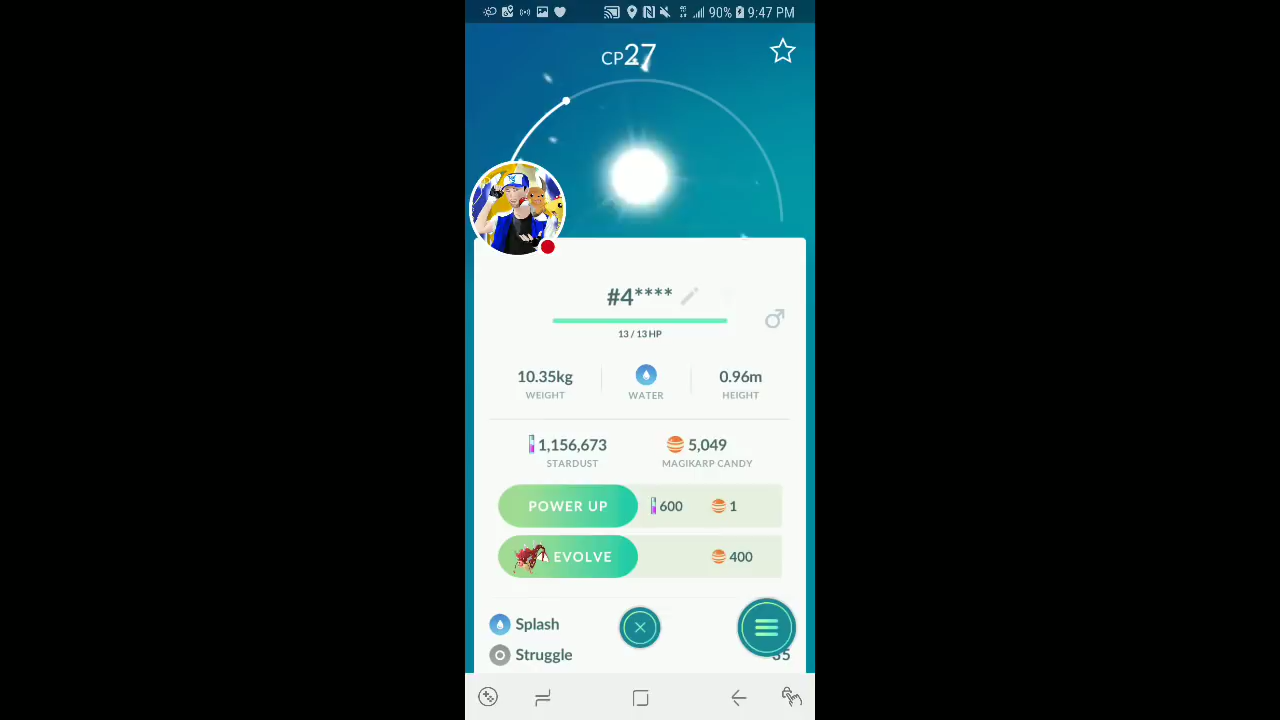 90% 9:47 PM
CP27
#4****
13 / 13 HP
10.35kg
WEIGHT
WATER
0.96m
HEIGHT
1,156,673
STARDUST
5,049
MAGIKARP CANDY
POWER UP 600 1
EVOLVE 400
Splash
Struggle 35